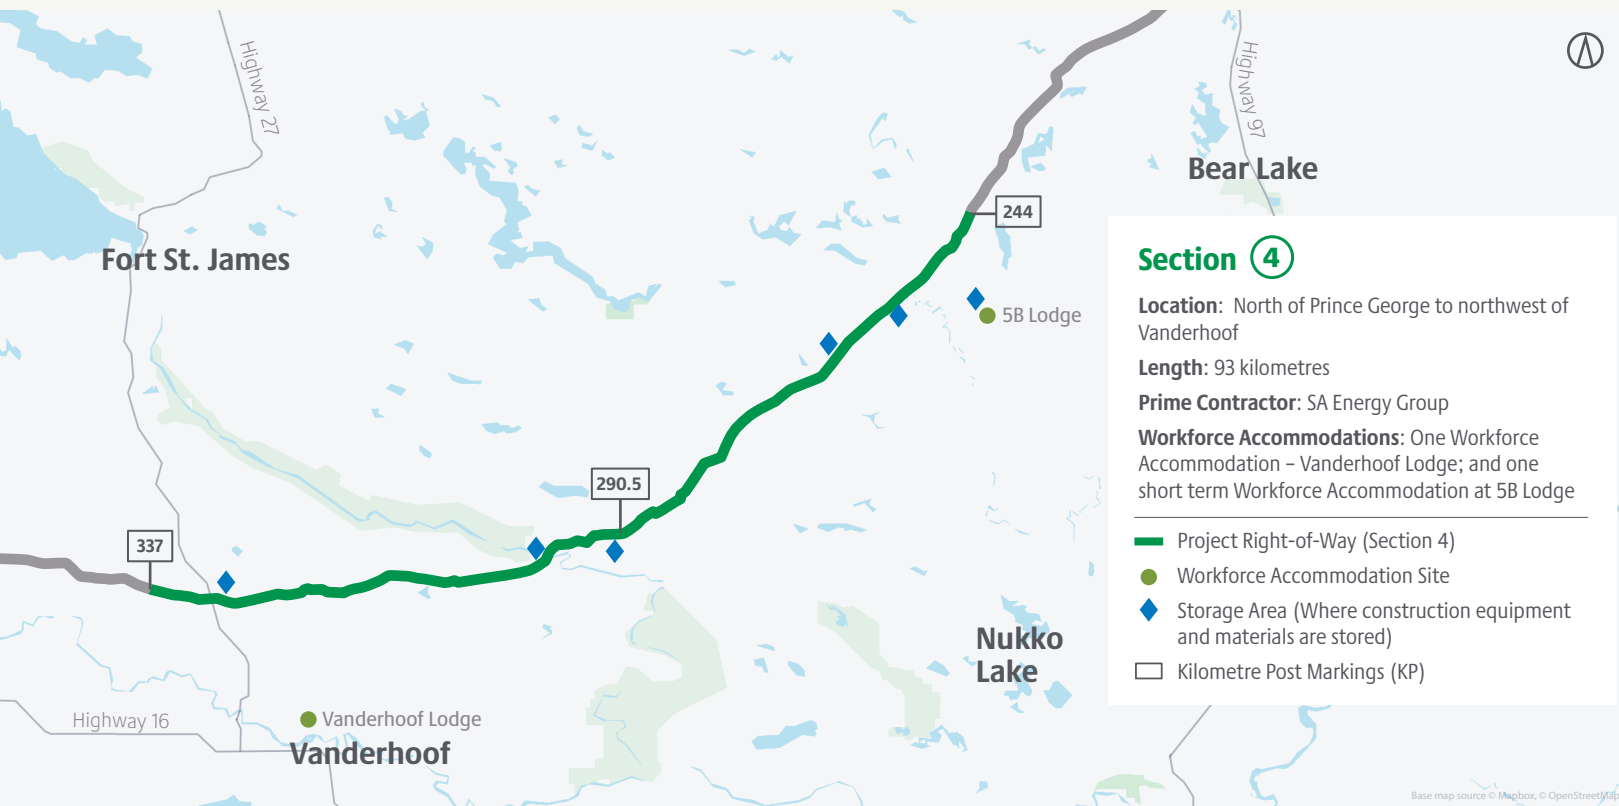 Highway 27
Highway 97
Bear Lake
244
Fort St. James
5B Lodge
290.5
337
Nukko
Lake
Highway 16
Vanderhoof Lodge
Vanderhoof
Section 4
Location: North of Prince George to northwest of
Vanderhoof
Length: 93 kilometres
Prime Contractor: SA Energy Group
Workforce Accommodations: One Workforce
Accommodation – Vanderhoof Lodge; and one
short term Workforce Accommodation at 5B Lodge
Project Right-of-Way (Section 4)
Workforce Accommodation Site
Storage Area (Where construction equipment
and materials are stored)
Kilometre Post Markings (KP)
Base map source © Mapbox, © OpenStreetMap